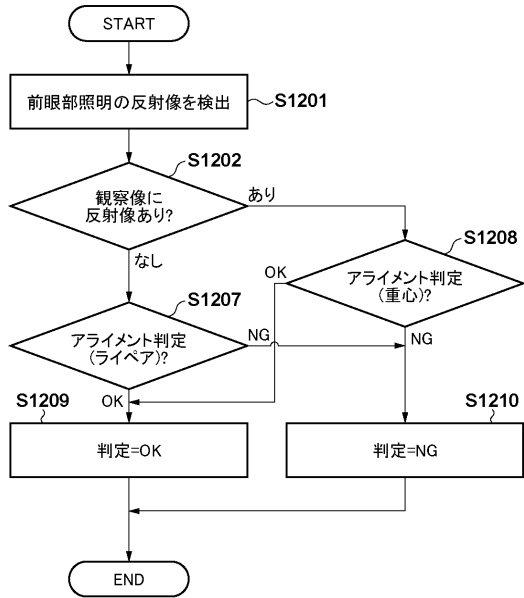 START
前眼部照明の反射像を検出
S1201
S1202
観察像に
反射像あり?
あり
なし
S1208
アライメント判定
(重心)?
OK
NG
S1207
アライメント判定
(ライペア)?
NG
OK
S1209
判定=OK
S1210
判定=NG
END